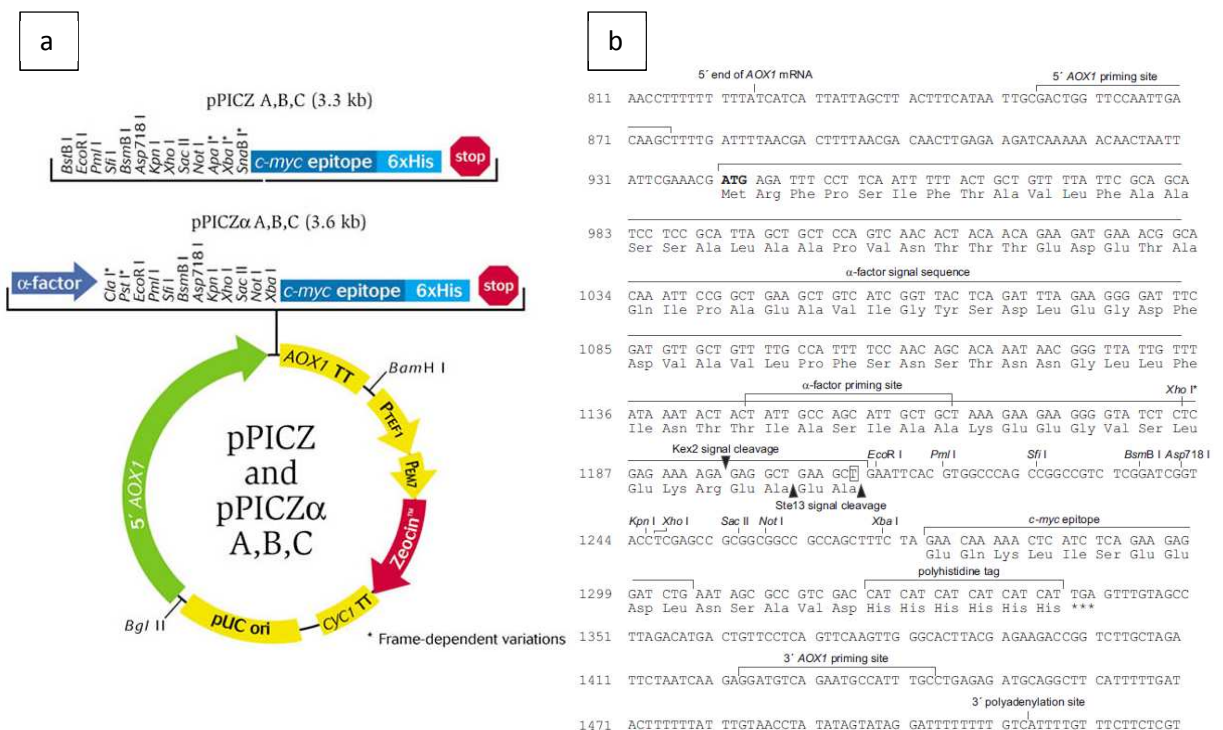 a
pPICZ A,B,C (3.3 kb)
BstB I
EcoR I
Pml I
Sfi I
BsmB I
Asp718 I
Kpn I
Xho I
Sac II
Not I
Apa I*
Xba I*
SnaB I*
c-myc epitope
6xHis
stop
pPICZα A,B,C (3.6 kb)
α-factor
Cla I*
Pst I*
EcoR I
Pml I
Sfi I
BsmB I
Asp718 I
Kpn I
Xho I
Sac II
Not I
Xba I
c-myc epitope
6xHis
stop
5´ AOX1
AOX1 TT
BamH I
PTEF1
PEM7
Zeocin™
CYC1 TT
pUC ori
Bgl II
pPICZ
and
pPICZα
A,B,C
* Frame-dependent variations
b
5´ end of AOX1 mRNA
5´ AOX1 priming site
811 AACCTTTTTT TTTATCATCA TTATTAGCTT ACTTTCATAA TTGCGACTGG TTCCAATTGA
871 CAAGCTTTTG ATTTTAACGA CTTTTAACGA CAACTTGAGA AGATCAAAAA ACAACTAATT
931 ATTCGAAACG ATG AGA TTT CCT TCA ATT TTT ACT GCT GTT TTA TTC GCA GCA
Met Arg Phe Pro Ser Ile Phe Thr Ala Val Leu Phe Ala Ala
983 TCC TCC GCA TTA GCT GCT CCA GTC AAC ACT ACA ACA GAA GAT GAA ACG GCA
Ser Ser Ala Leu Ala Ala Pro Val Asn Thr Thr Thr Glu Asp Glu Thr Ala
α-factor signal sequence
1034 CAA ATT CCG GCT GAA GCT GTC ATC GGT TAC TCA GAT TTA GAA GGG GAT TTC
Gln Ile Pro Ala Glu Ala Val Ile Gly Tyr Ser Asp Leu Glu Gly Asp Phe
1085 GAT GTT GCT GTT TTG CCA TTT TCC AAC AGC ACA AAT AAC GGG TTA TTG TTT
Asp Val Ala Val Leu Pro Phe Ser Asn Ser Thr Asn Asn Gly Leu Leu Phe
α-factor priming site
Xho I*
1136 ATA AAT ACT ACT ATT GCC AGC ATT GCT GCT AAA GAA GAA GGG GTA TCT CTC
Ile Asn Thr Thr Ile Ala Ser Ile Ala Ala Lys Glu Glu Gly Val Ser Leu
Kex2 signal cleavage
EcoR I Pml I Sfi I BsmB I Asp718 I
1187 GAG AAA AGA GAG GCT GAA GCT GAATTCAC GTGGCCCAG CCGGCCGTC TCGGATCGGT
Glu Lys Arg Glu Ala Glu Ala
Ste13 signal cleavage
Kpn I Xho I Sac II Not I Xba I c-myc epitope
1244 ACCTCGAGCC GCGGCGGCC GCCAGCTTTC TA GAA CAA AAA CTC ATC TCA GAA GAG
Glu Gln Lys Leu Ile Ser Glu Glu
polyhistidine tag
1299 GAT CTG AAT AGC GCC GTC GAC CAT CAT CAT CAT CAT CAT TGA GTTTGTAGCC
Asp Leu Asn Ser Ala Val Asp His His His His His His ***
1351 TTAGACATGA CTGTTCCTCA GTTCAAGTTG GGCACTTACG AGAAGACCGG TCTTGCTAGA
3´ AOX1 priming site
1411 TTCTAATCAA GAGGATGTCA GAATGCCATT TGCCTGAGAG ATGCAGGCTT CATTTTTGAT
3´ polyadenylation site
1471 ACTTTTTTAT TTGTAACCTA TATAGTATAG GATTTTTTTT GTCATTTTGT TTCTTCTCGT